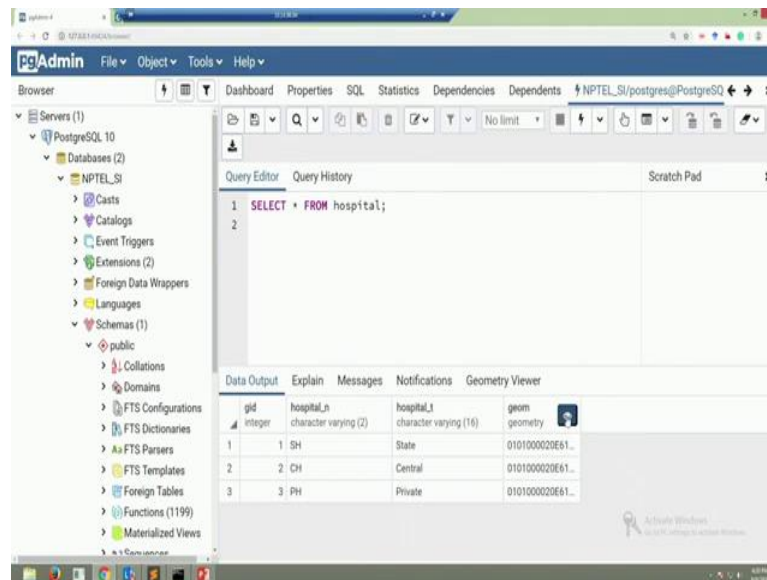 pgAdmin 4
PgAdmin File Object Tools Help
Browser Dashboard Properties SQL Statistics Dependencies Dependents NPTEL_SI/postgres@PostgreSQ
Servers (1)
PostgreSQL 10
Databases (2)
NPTEL_SI
Casts
Catalogs
Event Triggers
Extensions (2)
Foreign Data Wrappers
Languages
Schemas (1)
public
Collations
Domains
FTS Configurations
FTS Dictionaries
FTS Parsers
FTS Templates
Foreign Tables
Functions (1199)
Materialized Views
Sequences
No limit
Query Editor Query History Scratch Pad
1 SELECT * FROM hospital;
2
Data Output Explain Messages Notifications Geometry Viewer
gid hospital_n hospital_t geom
integer character varying (2) character varying (16) geometry
1 1 SH State 0101000020E61...
2 2 CH Central 0101000020E61...
3 3 PH Private 0101000020E61...
Activate Windows